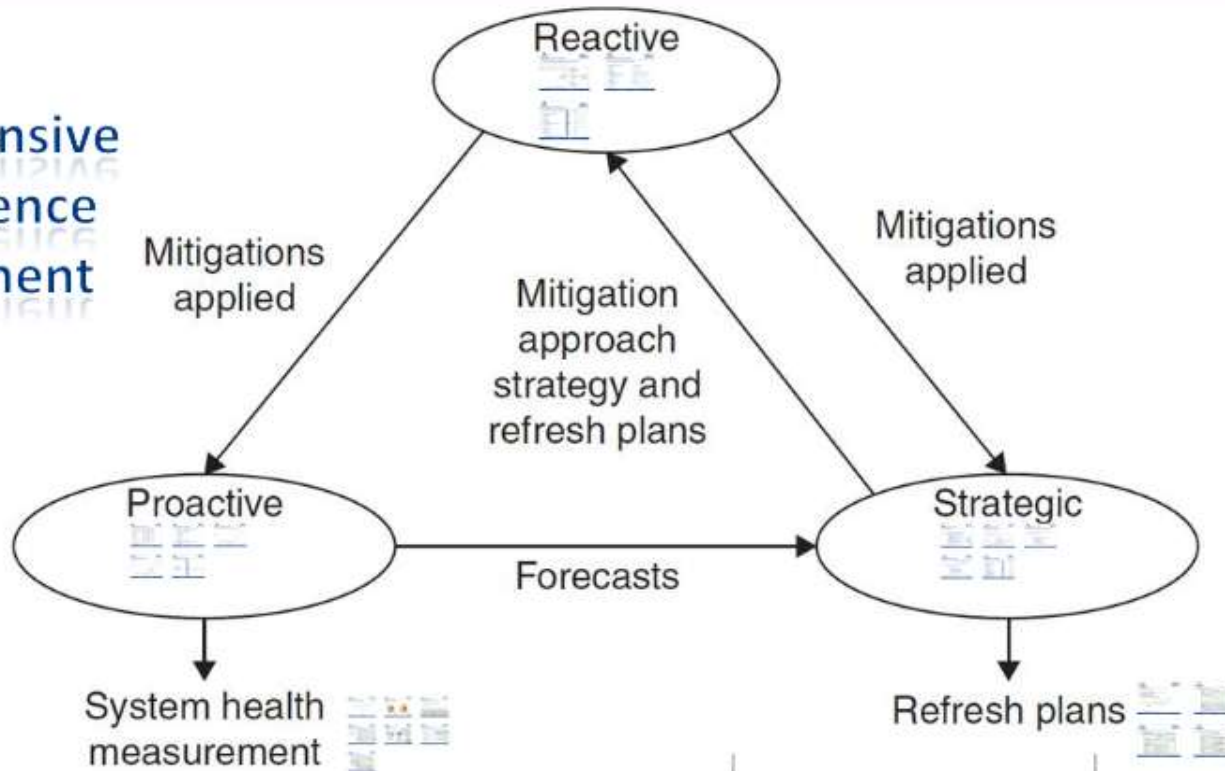 Reactive
nsive
ence
nent
Mitigations
applied
Mitigations
applied
Mitigation
approach
strategy and
refresh plans
Proactive
Strategic
Forecasts
System health
measurement
Refresh plans